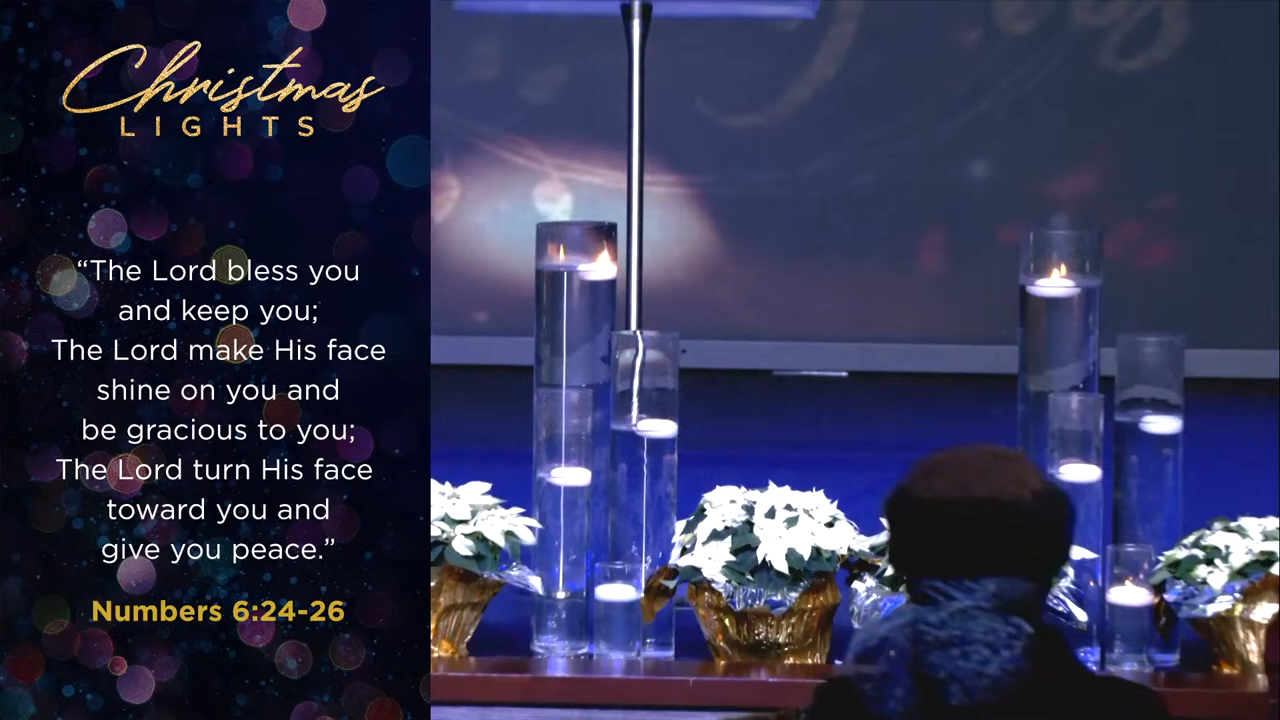 Christmas
LIGHTS
“The Lord bless you
and keep you;
The Lord make His face
shine on you and
be gracious to you;
The Lord turn His face
toward you and
give you peace.”
Numbers 6:24-26